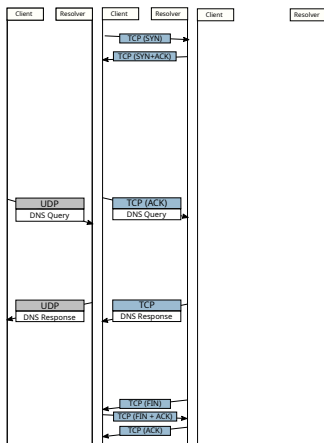 Client
Resolver
Client
Resolver
Client
Resolver
TCP (SYN)
TCP (SYN+ACK)
UDP
DNS Query
TCP (ACK)
DNS Query
UDP
DNS Response
TCP
DNS Response
TCP (FIN)
TCP (FIN + ACK)
TCP (ACK)